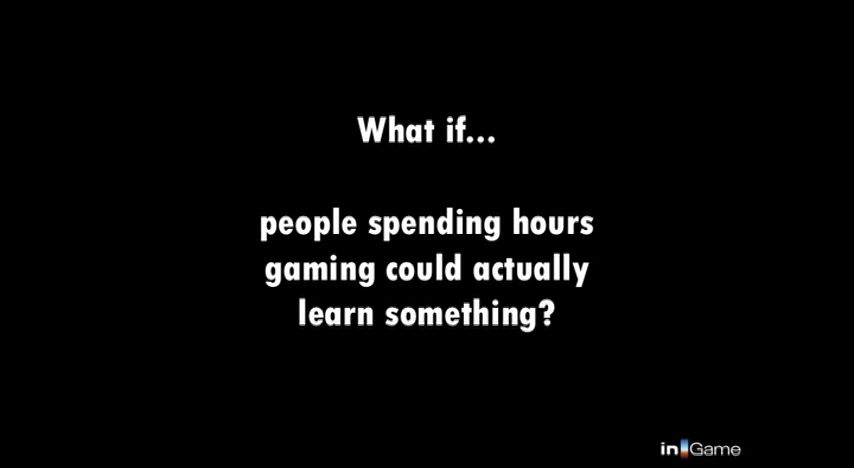 What if...
people spending hours
gaming could actually
learn something?
in Game